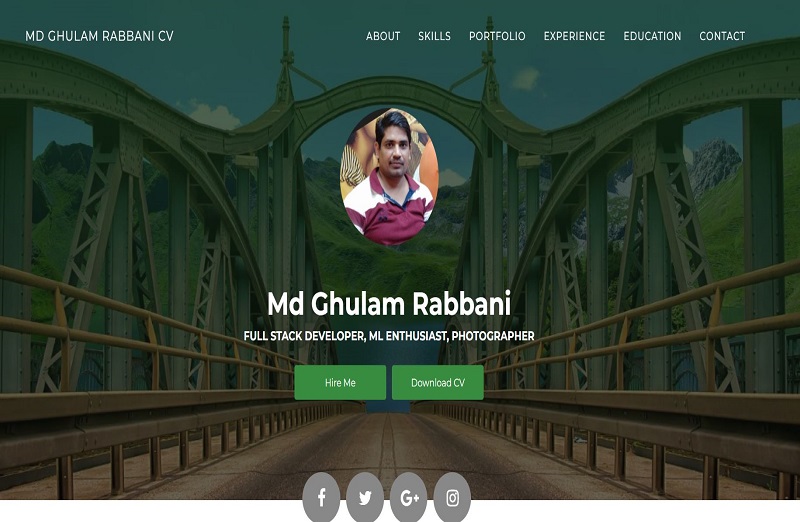 MD GHULAM RABBANI CV
ABOUT SKILLS PORTFOLIO EXPERIENCE EDUCATION CONTACT
Md Ghulam Rabbani
FULL STACK DEVELOPER, ML ENTHUSIAST, PHOTOGRAPHER
Hire Me Download CV